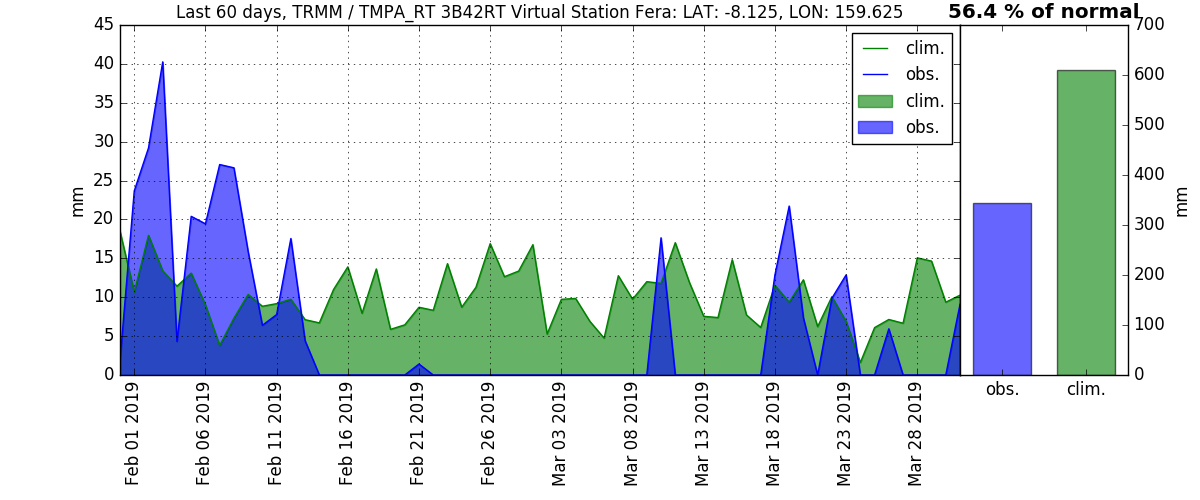 Last 60 days, TRMM / TMPA_RT 3B42RT Virtual Station Fera: LAT: -8.125, LON: 159.625
56.4 % of normal
45
40
35
30
25
20
15
10
5
0
mm
clim.
obs.
clim.
obs.
Feb 01 2019
Feb 06 2019
Feb 11 2019
Feb 16 2019
Feb 21 2019
Feb 26 2019
Mar 03 2019
Mar 08 2019
Mar 13 2019
Mar 18 2019
Mar 23 2019
Mar 28 2019
obs.
clim.
700
600
500
400
300
200
100
0
mm